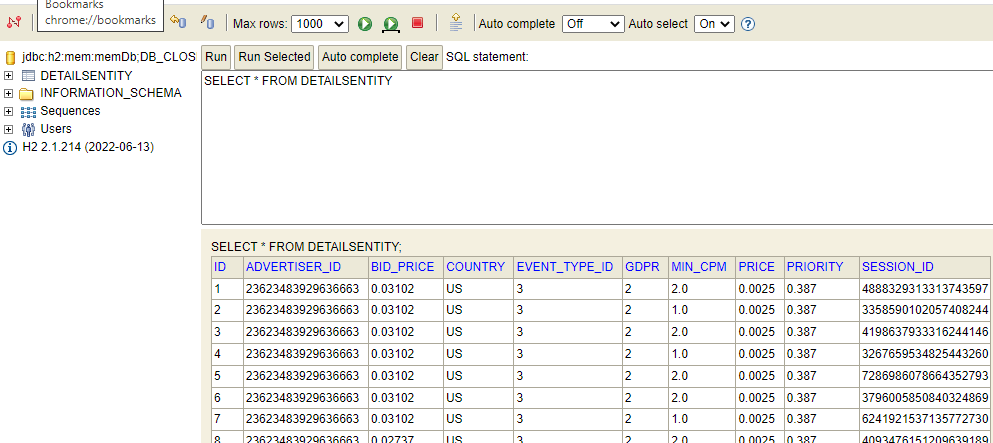 Bookmarks
chrome://bookmarks
Max rows: 1000 Auto complete Off Auto select On
jdbc:h2:mem:memDb;DB_CLOS
DETAILSENTITY
INFORMATION_SCHEMA
Sequences
Users
H2 2.1.214 (2022-06-13)
Run Run Selected Auto complete Clear SQL statement:
SELECT * FROM DETAILSENTITY
SELECT * FROM DETAILSENTITY;
ID ADVERTISER_ID BID_PRICE COUNTRY EVENT_TYPE_ID GDPR MIN_CPM PRICE PRIORITY SESSION_ID
1 23623483929636663 0.03102 US 3 2 2.0 0.0025 0.387 4888329313313743597
2 23623483929636663 0.03102 US 3 2 1.0 0.0025 0.387 3358590102057408244
3 23623483929636663 0.03102 US 3 2 2.0 0.0025 0.387 4198637933316244146
4 23623483929636663 0.03102 US 3 2 1.0 0.0025 0.387 3267659534825443260
5 23623483929636663 0.03102 US 3 2 2.0 0.0025 0.387 7286986078664352793
6 23623483929636663 0.03102 US 3 2 2.0 0.0025 0.387 3796005850840324869
7 23623483929636663 0.03102 US 3 2 1.0 0.0025 0.387 6241921537135772730
8 23623483929636663 0.02737 US 3 2 2.0 0.0025 0.387 4093476151209639189